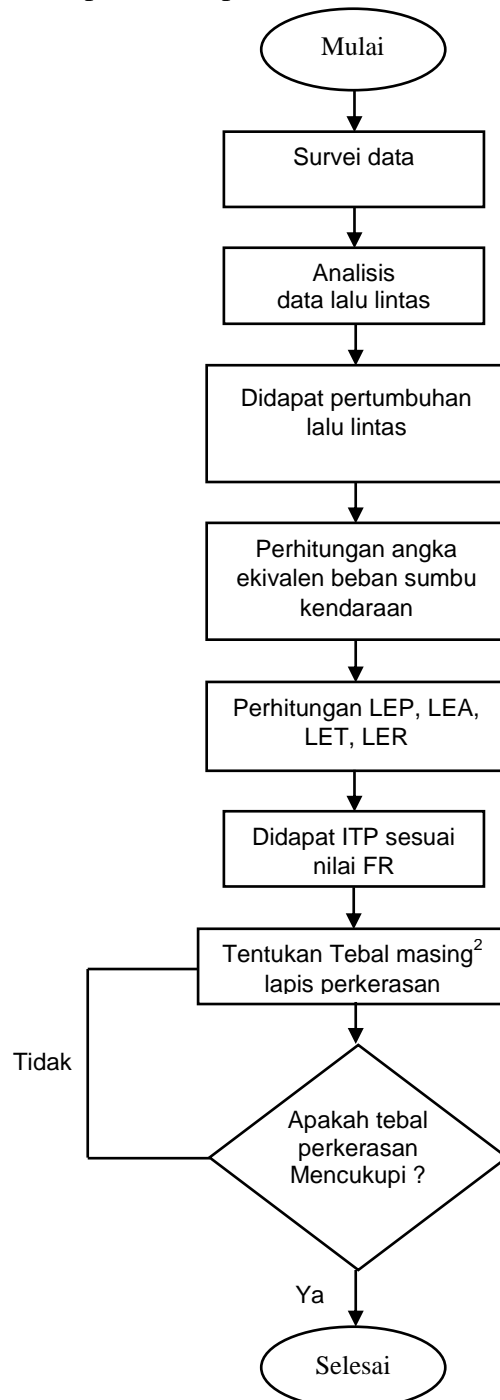 Mulai
Survei data
Analisis
data lalu lintas
Didapat pertumbuhan
lalu lintas
Perhitungan angka
ekivalen beban sumbu
kendaraan
Perhitungan LEP, LEA,
LET, LER
Didapat ITP sesuai
nilai FR
Tentukan Tebal masing²
lapis perkerasan
Tidak
Apakah tebal
perkerasan
Mencukupi ?
Ya
Selesai